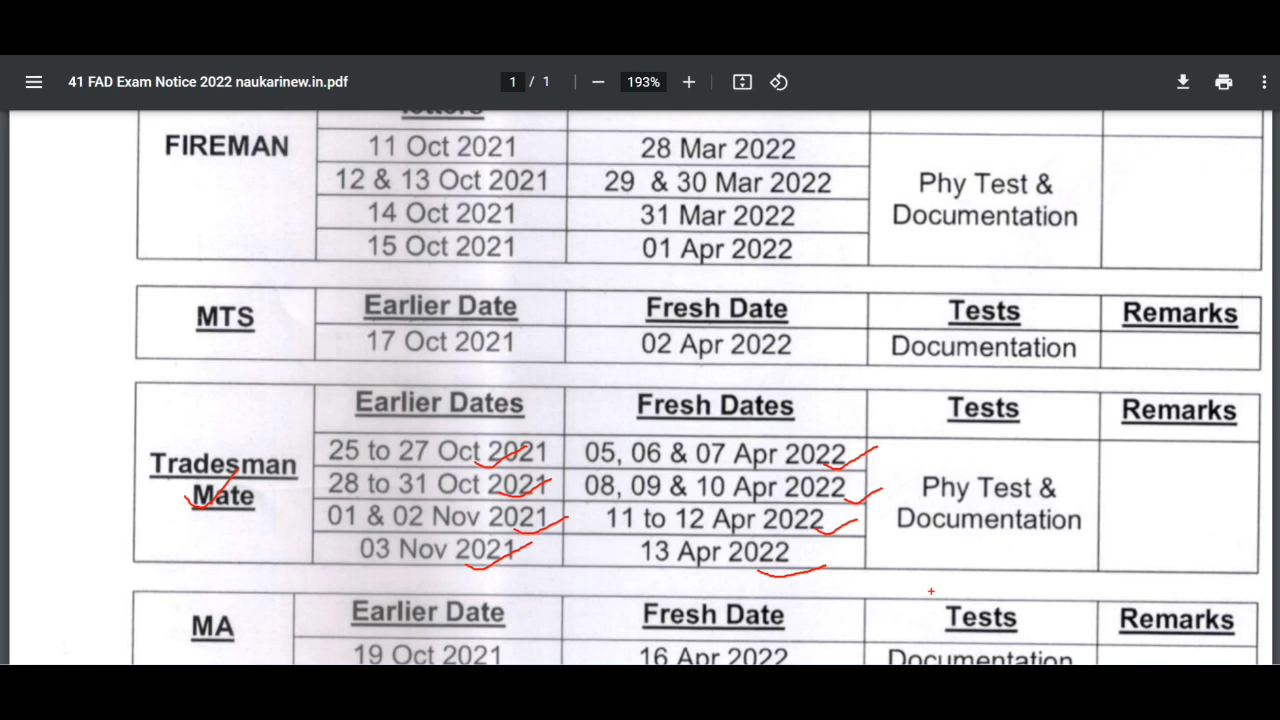 41 FAD Exam Notice 2022 naukarinew.in.pdf
1 / 1
193%
letters
FIREMAN
11 Oct 2021 28 Mar 2022
12 & 13 Oct 2021 29 & 30 Mar 2022 Phy Test &
14 Oct 2021 31 Mar 2022 Documentation
15 Oct 2021 01 Apr 2022
MTS Earlier Date Fresh Date Tests Remarks
17 Oct 2021 02 Apr 2022 Documentation
Earlier Dates Fresh Dates Tests Remarks
Tradesman 25 to 27 Oct 2021 05, 06 & 07 Apr 2022
Mate 28 to 31 Oct 2021 08, 09 & 10 Apr 2022 Phy Test &
01 & 02 Nov 2021 11 to 12 Apr 2022 Documentation
03 Nov 2021 13 Apr 2022
MA Earlier Date Fresh Date Tests Remarks
19 Oct 2021 16 Apr 2022 Documentation